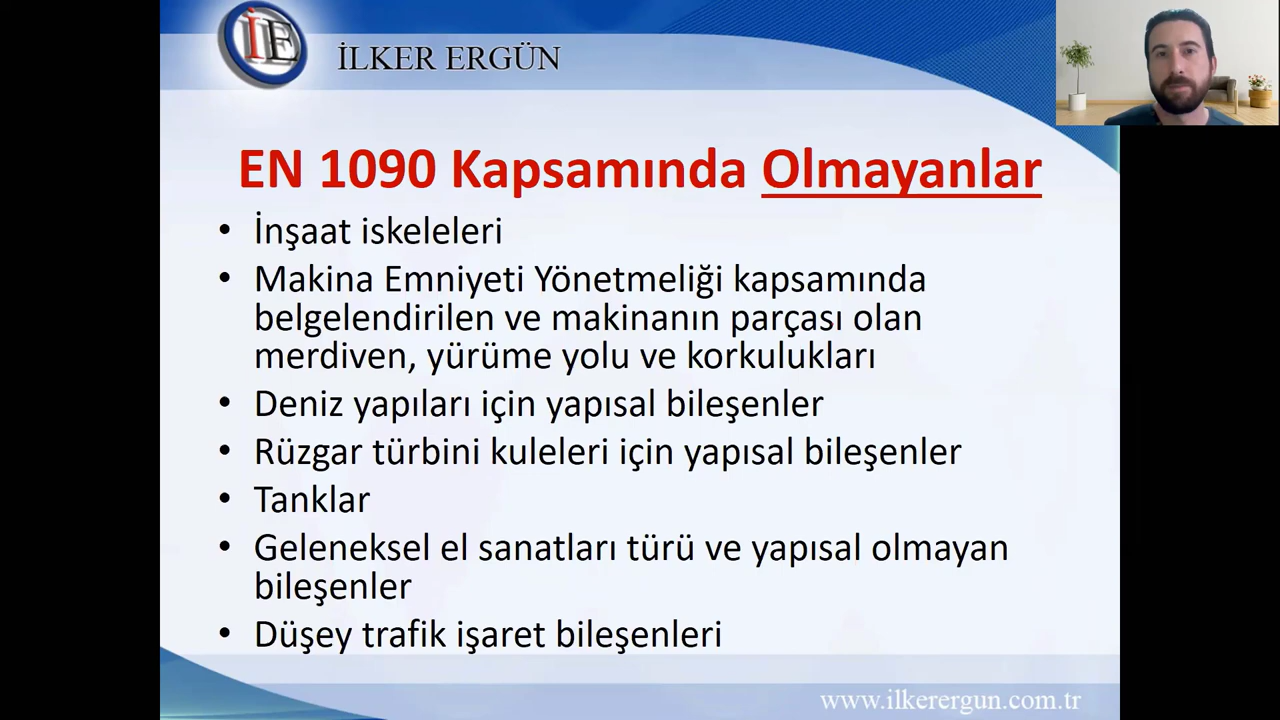 İE
İLKER ERGÜN
EN 1090 Kapsamında Olmayanlar
• İnşaat iskeleleri
• Makina Emniyeti Yönetmeliği kapsamında
belgelendirilen ve makinanın parçası olan
merdiven, yürüme yolu ve korkulukları
• Deniz yapıları için yapısal bileşenler
• Rüzgar türbini kuleleri için yapısal bileşenler
• Tanklar
• Geleneksel el sanatları türü ve yapısal olmayan
bileşenler
• Düşey trafik işaret bileşenleri
www.ilkerergun.com.tr